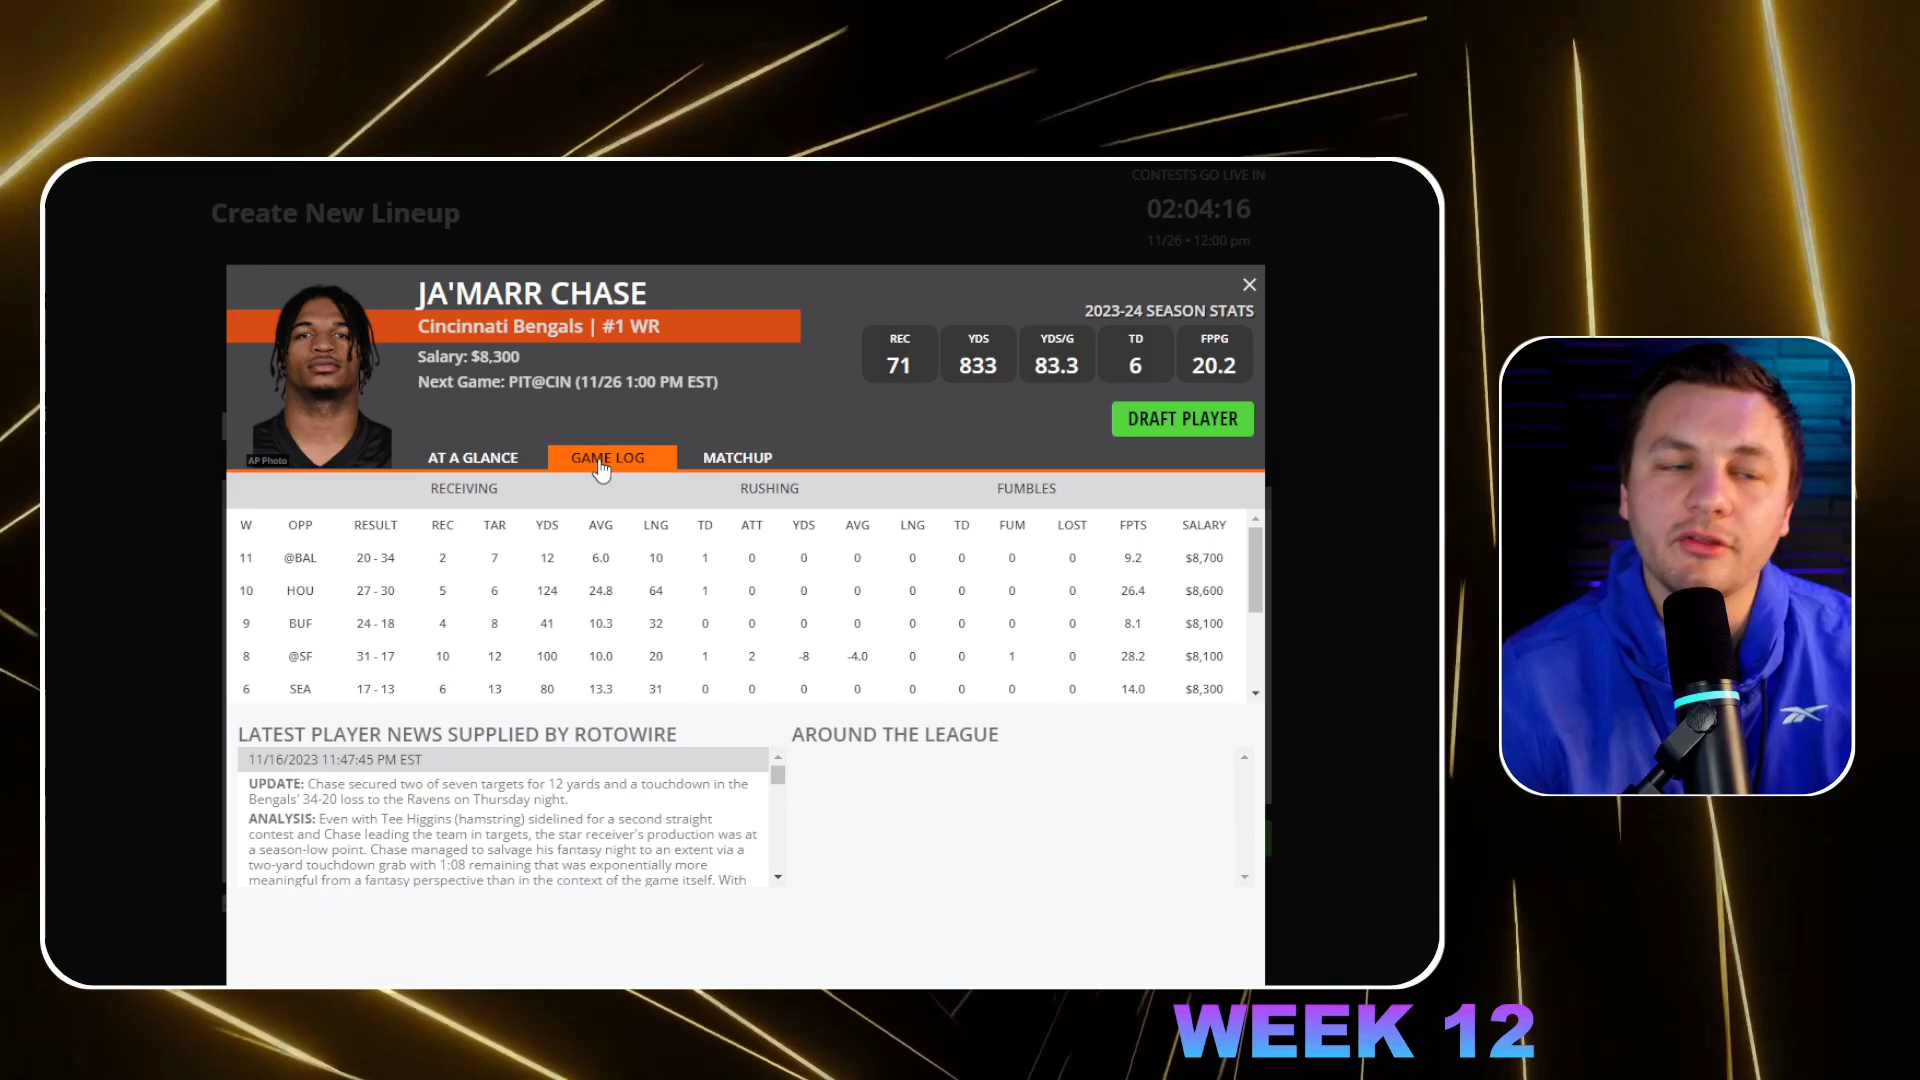 CONTESTS GO LIVE IN
Create New Lineup
02:04:16
11/26 • 12:00 pm
JA'MARR CHASE
Cincinnati Bengals | #1 WR
Salary: $8,300
Next Game: PIT@CIN (11/26 1:00 PM EST)
2023-24 SEASON STATS
REC YDS YDS/G TD FPPG
71 833 83.3 6 20.2
DRAFT PLAYER
AP Photo
AT A GLANCE GAME LOG MATCHUP
RECEIVING RUSHING FUMBLES
W OPP RESULT REC TAR YDS AVG LNG TD ATT YDS AVG LNG TD FUM LOST FPTS SALARY
11 @BAL 20 - 34 2 7 12 6.0 10 1 0 0 0 0 0 0 0 9.2 $8,700
10 HOU 27 - 30 5 6 124 24.8 64 1 0 0 0 0 0 0 0 26.4 $8,600
9 BUF 24 - 18 4 8 41 10.3 32 0 0 0 0 0 0 0 0 8.1 $8,100
8 @SF 31 - 17 10 12 100 10.0 20 1 2 -8 -4.0 0 0 1 0 28.2 $8,100
6 SEA 17 - 13 6 13 80 13.3 31 0 0 0 0 0 0 0 0 14.0 $8,300
LATEST PLAYER NEWS SUPPLIED BY ROTOWIRE
11/16/2023 11:47:45 PM EST
UPDATE: Chase secured two of seven targets for 12 yards and a touchdown in the
Bengals' 34-20 loss to the Ravens on Thursday night.
ANALYSIS: Even with Tee Higgins (hamstring) sidelined for a second straight
contest and Chase leading the team in targets, the star receiver's production was at
a season-low point. Chase managed to salvage his fantasy night to an extent via a
two-yard touchdown grab with 1:08 remaining that was exponentially more
meaningful from a fantasy perspective than in the context of the game itself. With
AROUND THE LEAGUE
WEEK 12